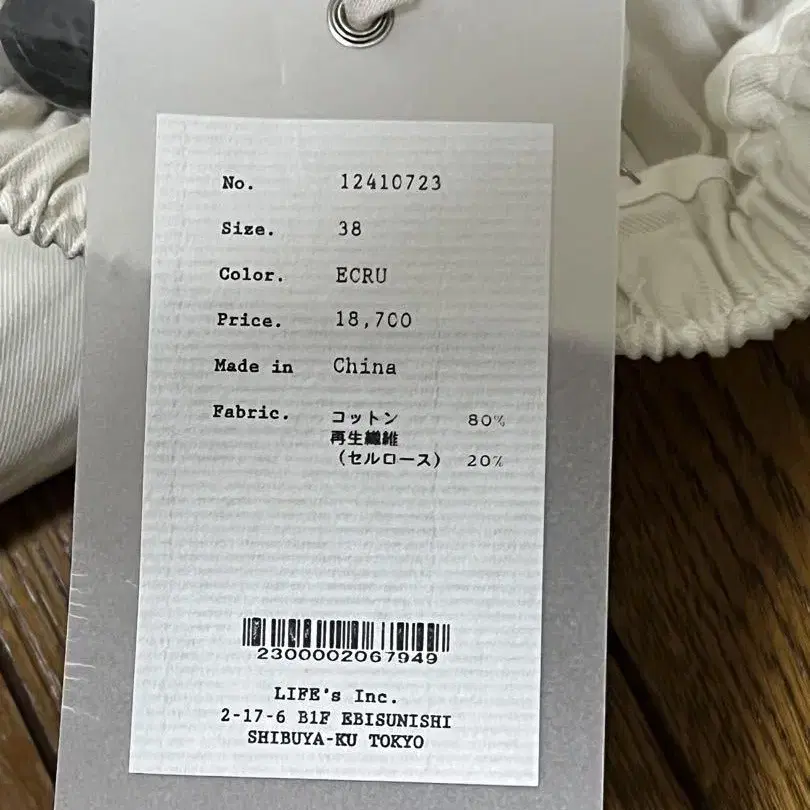 No. 12410723
Size. 38
Color. ECRU
Price. 18,700
Made in China
Fabric. コットン 80%
再生繊維
(セルロース) 20%
2300002067949
LIFE's Inc.
2-17-6 B1F EBISUNISHI
SHIBUYA-KU TOKYO